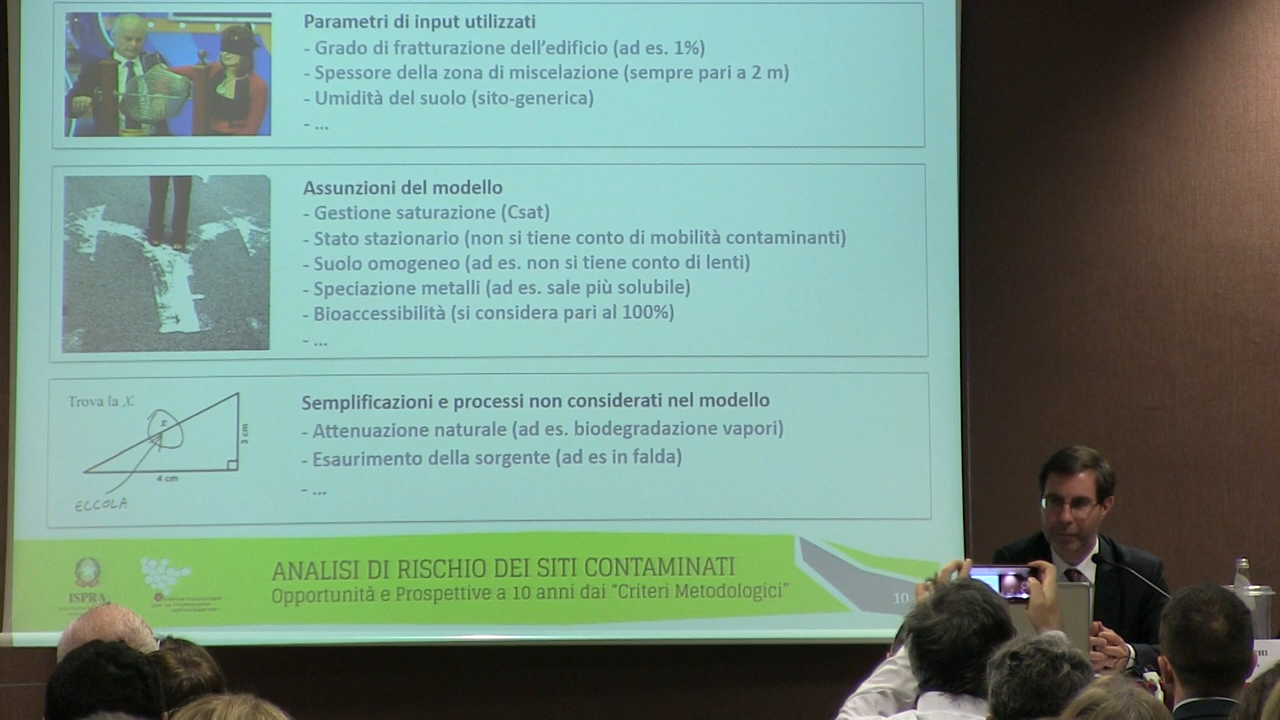 Parametri di input utilizzati
- Grado di fratturazione dell'edificio (ad es. 1%)
- Spessore della zona di miscelazione (sempre pari a 2 m)
- Umidità del suolo (sito-generica)
- ...
Assunzioni del modello
- Gestione saturazione (Csat)
- Stato stazionario (non si tiene conto di mobilità contaminanti)
- Suolo omogeneo (ad es. non si tiene conto di lenti)
- Speciazione metalli (ad es. sale più solubile)
- Bioaccessibilità (si considera pari al 100%)
- ...
Trova la x.
x
3 cm
4 cm
ECCOLA
Semplificazioni e processi non considerati nel modello
- Attenuazione naturale (ad es. biodegradazione vapori)
- Esaurimento della sorgente (ad es in falda)
- ...
ISPRA
ANALISI DI RISCHIO DEI SITI CONTAMINATI
Opportunità e Prospettive a 10 anni dai "Criteri Metodologici"
10